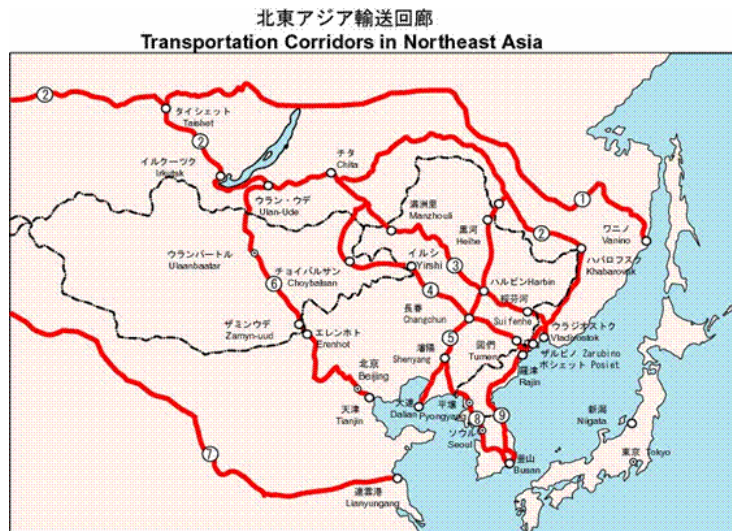 北東アジア輸送回廊
Transportation Corridors in Northeast Asia
②
タイシェット
Taishet
②
イルクーツク
Irkutsk
チタ
Chita
ウラン・ウデ
Ulan-Ude
満洲里
Manzhouli
黒河
Heihe
①
②
ワニノ
Vanino
ハバロフスク
Khabarovsk
ウランバートル
Ulaanbaatar
チョイバルサン
Choybalsan
イルシ
Yirshi
③
④
ハルビンHarbin
綏芬河
Suifenhe
⑥
長春
Changchun
ウラジオストク
Vladivostok
ザミンウデ
Zamyn-uud
エレンホト
Erenhot
⑤
瀋陽
Shenyang
図們
Tumen
ザルビノ Zarubino
ポシェット Posiet
羅津
Rajin
北京
Beijing
天津
Tianjin
大連
Dalian
平壌
Pyongyang
⑧
⑨
ソウル
Seoul
新潟
Niigata
釜山
Busan
東京 Tokyo
⑦
連雲港
Lianyungang